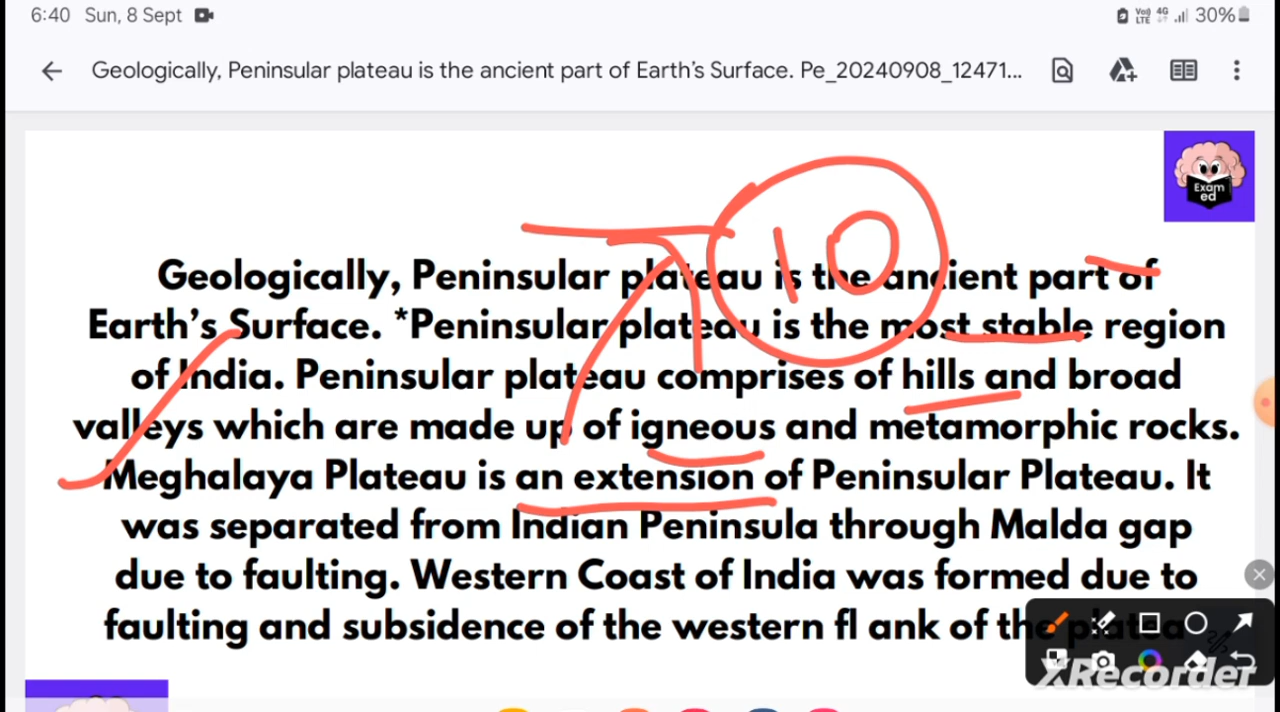 6:40 Sun, 8 Sept Vo) LTE 4G 30%
Geologically, Peninsular plateau is the ancient part of Earth's Surface. Pe_20240908_12471...
Exam
ed
10
Geologically, Peninsular plateau is the ancient part of
Earth's Surface. *Peninsular plateau is the most stable region
of India. Peninsular plateau comprises of hills and broad
valleys which are made up of igneous and metamorphic rocks.
Meghalaya Plateau is an extension of Peninsular Plateau. It
was separated from Indian Peninsula through Malda gap
due to faulting. Western Coast of India was formed due to
faulting and subsidence of the western fl ank of the platea
XRecorder